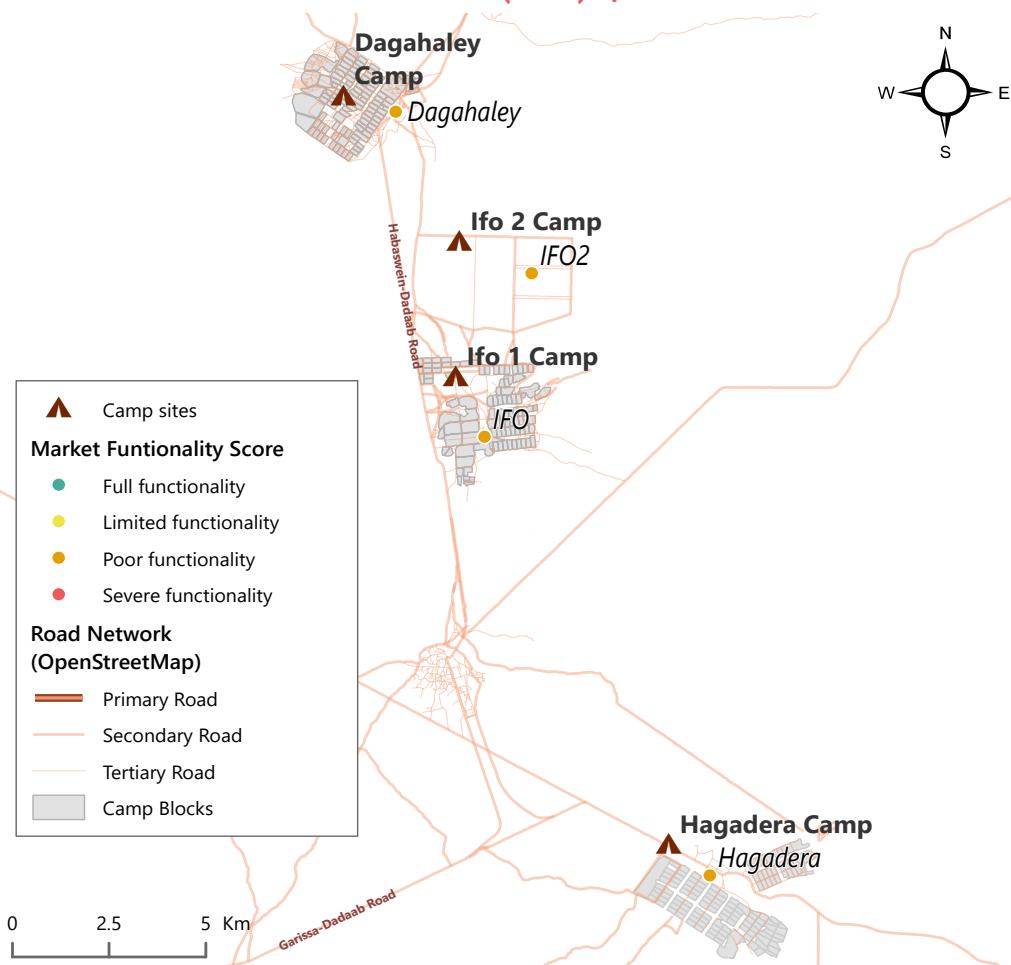 Dagahaley
Camp
Dagahaley
N
W
E
S
Ifo 2 Camp
IFO2
Habaswein-Dadaab Road
Ifo 1 Camp
IFO
Camp sites
Market Funtionality Score
Full functionality
Limited functionality
Poor functionality
Severe functionality
Road Network
(OpenStreetMap)
Primary Road
Secondary Road
Tertiary Road
Camp Blocks
Hagadera Camp
Hagadera
Garissa-Dadaab Road
0 2.5 5 Km